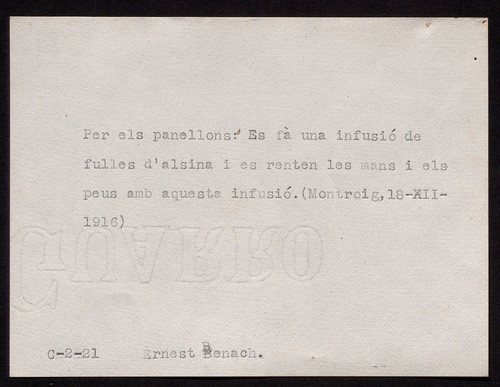 Per els panellons: Es fà una infusió de
fulles d'alsina i es renten les mans i els
peus amb aquesta infusió.(Montroig,18-XII-
1916)
GUARRO
C-2-21 Ernest Benach.